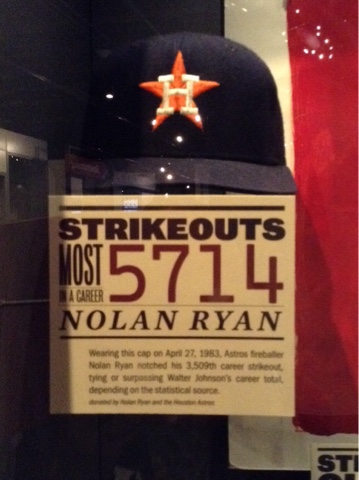 H
STRIKEOUTS
MOST
IN A CAREER
5714
NOLAN RYAN
Wearing this cap on April 27, 1983, Astros fireballer
Nolan Ryan notched his 3,509th career strikeout,
tying or surpassing Walter Johnson's career total,
depending on the statistical source.
donated by Nolan Ryan and the Houston Astros